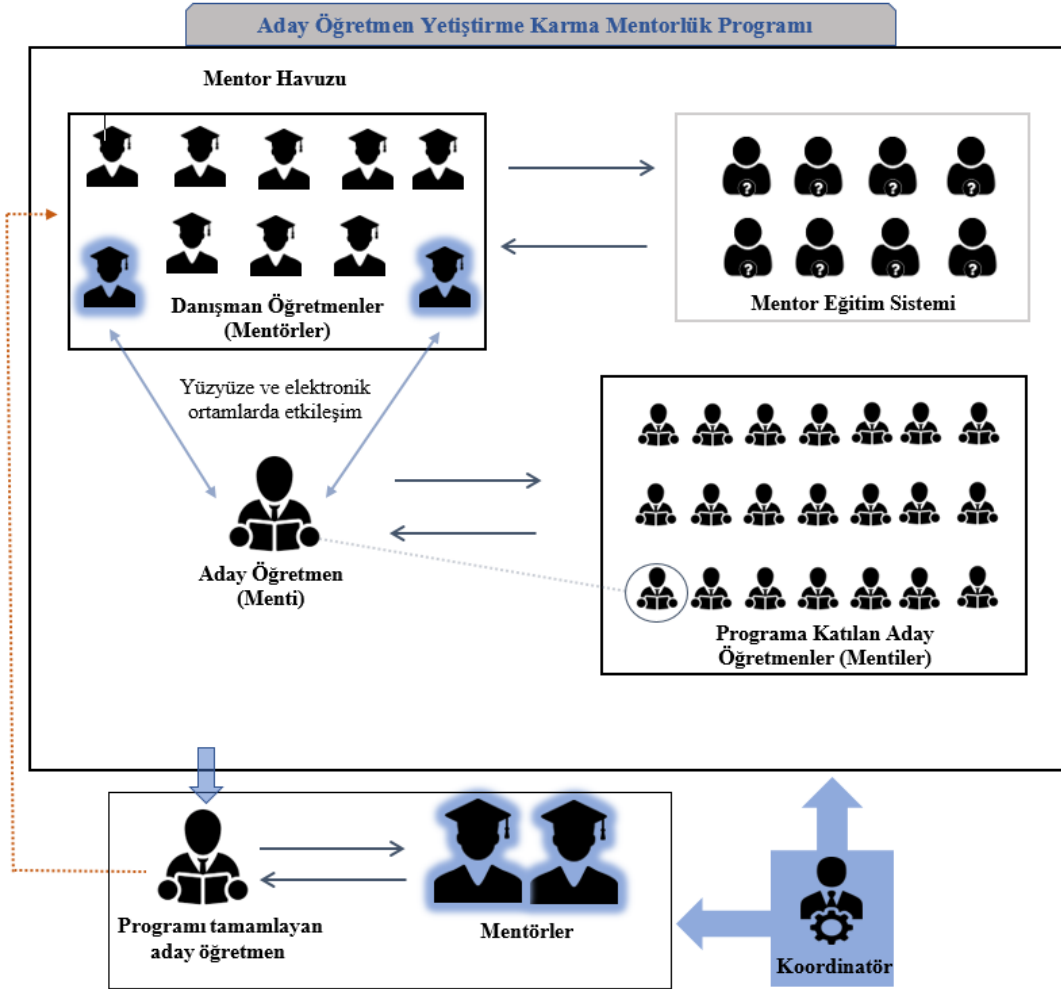 Aday Öğretmen Yetiştirme Karma Mentorlük Programı
Mentor Havuzu
Danışman Öğretmenler
(Mentörler)
? ? ? ?
? ? ? ?
Mentor Eğitim Sistemi
Yüzyüze ve elektronik
ortamlarda etkileşim
Aday Öğretmen
(Menti)
Programa Katılan Aday
Öğretmenler (Mentiler)
Programı tamamlayan
aday öğretmen
Mentörler
Koordinatör